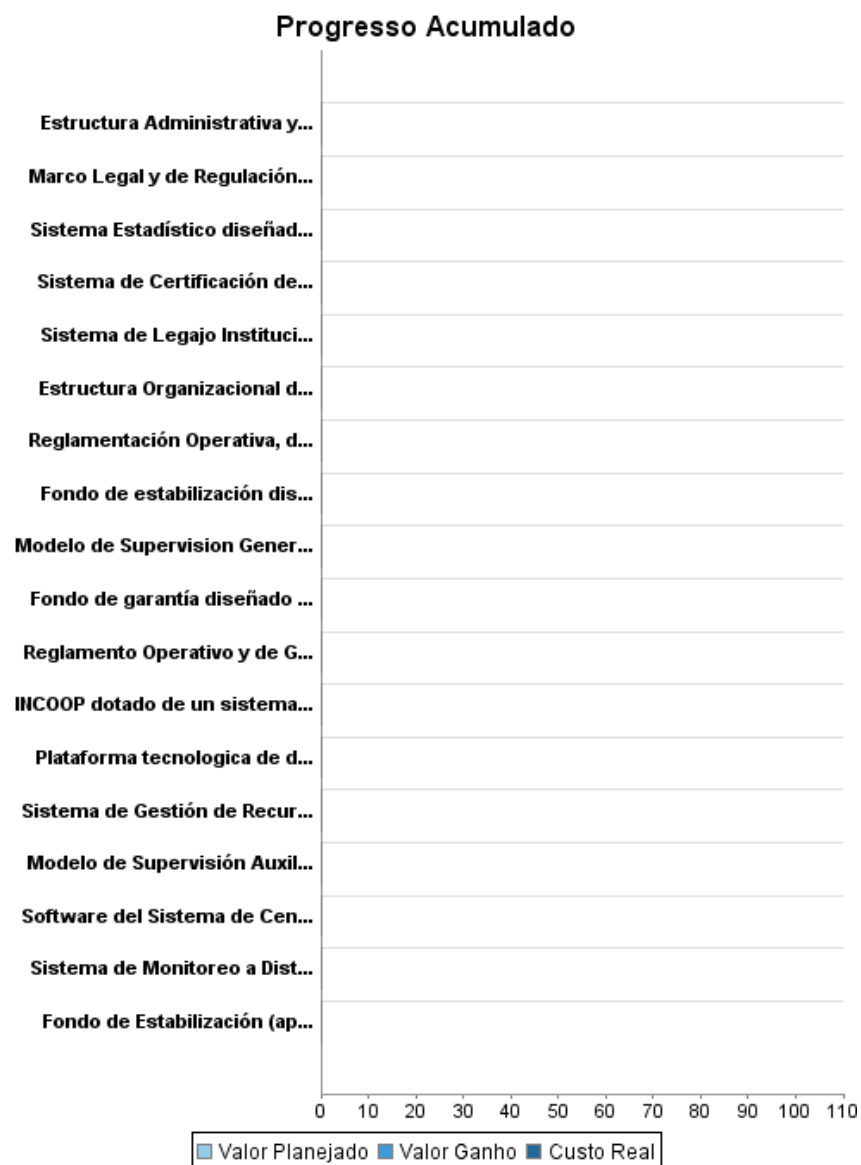 Progresso Acumulado
Estructura Administrativa y...
Marco Legal y de Regulación...
Sistema Estadístico diseñad...
Sistema de Certificación de...
Sistema de Legajo Instituci...
Estructura Organizacional d...
Reglamentación Operativa, d...
Fondo de estabilización dis...
Modelo de Supervision Gener...
Fondo de garantía diseñado ...
Reglamento Operativo y de G...
INCOOP dotado de un sistema...
Plataforma tecnologica de d...
Sistema de Gestión de Recur...
Modelo de Supervisión Auxil...
Software del Sistema de Cen...
Sistema de Monitoreo a Dist...
Fondo de Estabilización (ap...
0 10 20 30 40 50 60 70 80 90 100 110
Valor Planejado Valor Ganho Custo Real